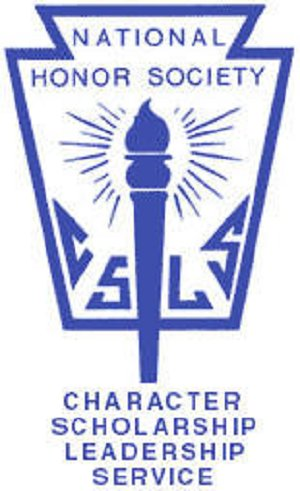 NATIONAL
HONOR SOCIETY
C S L S
CHARACTER
SCHOLARSHIP
LEADERSHIP
SERVICE